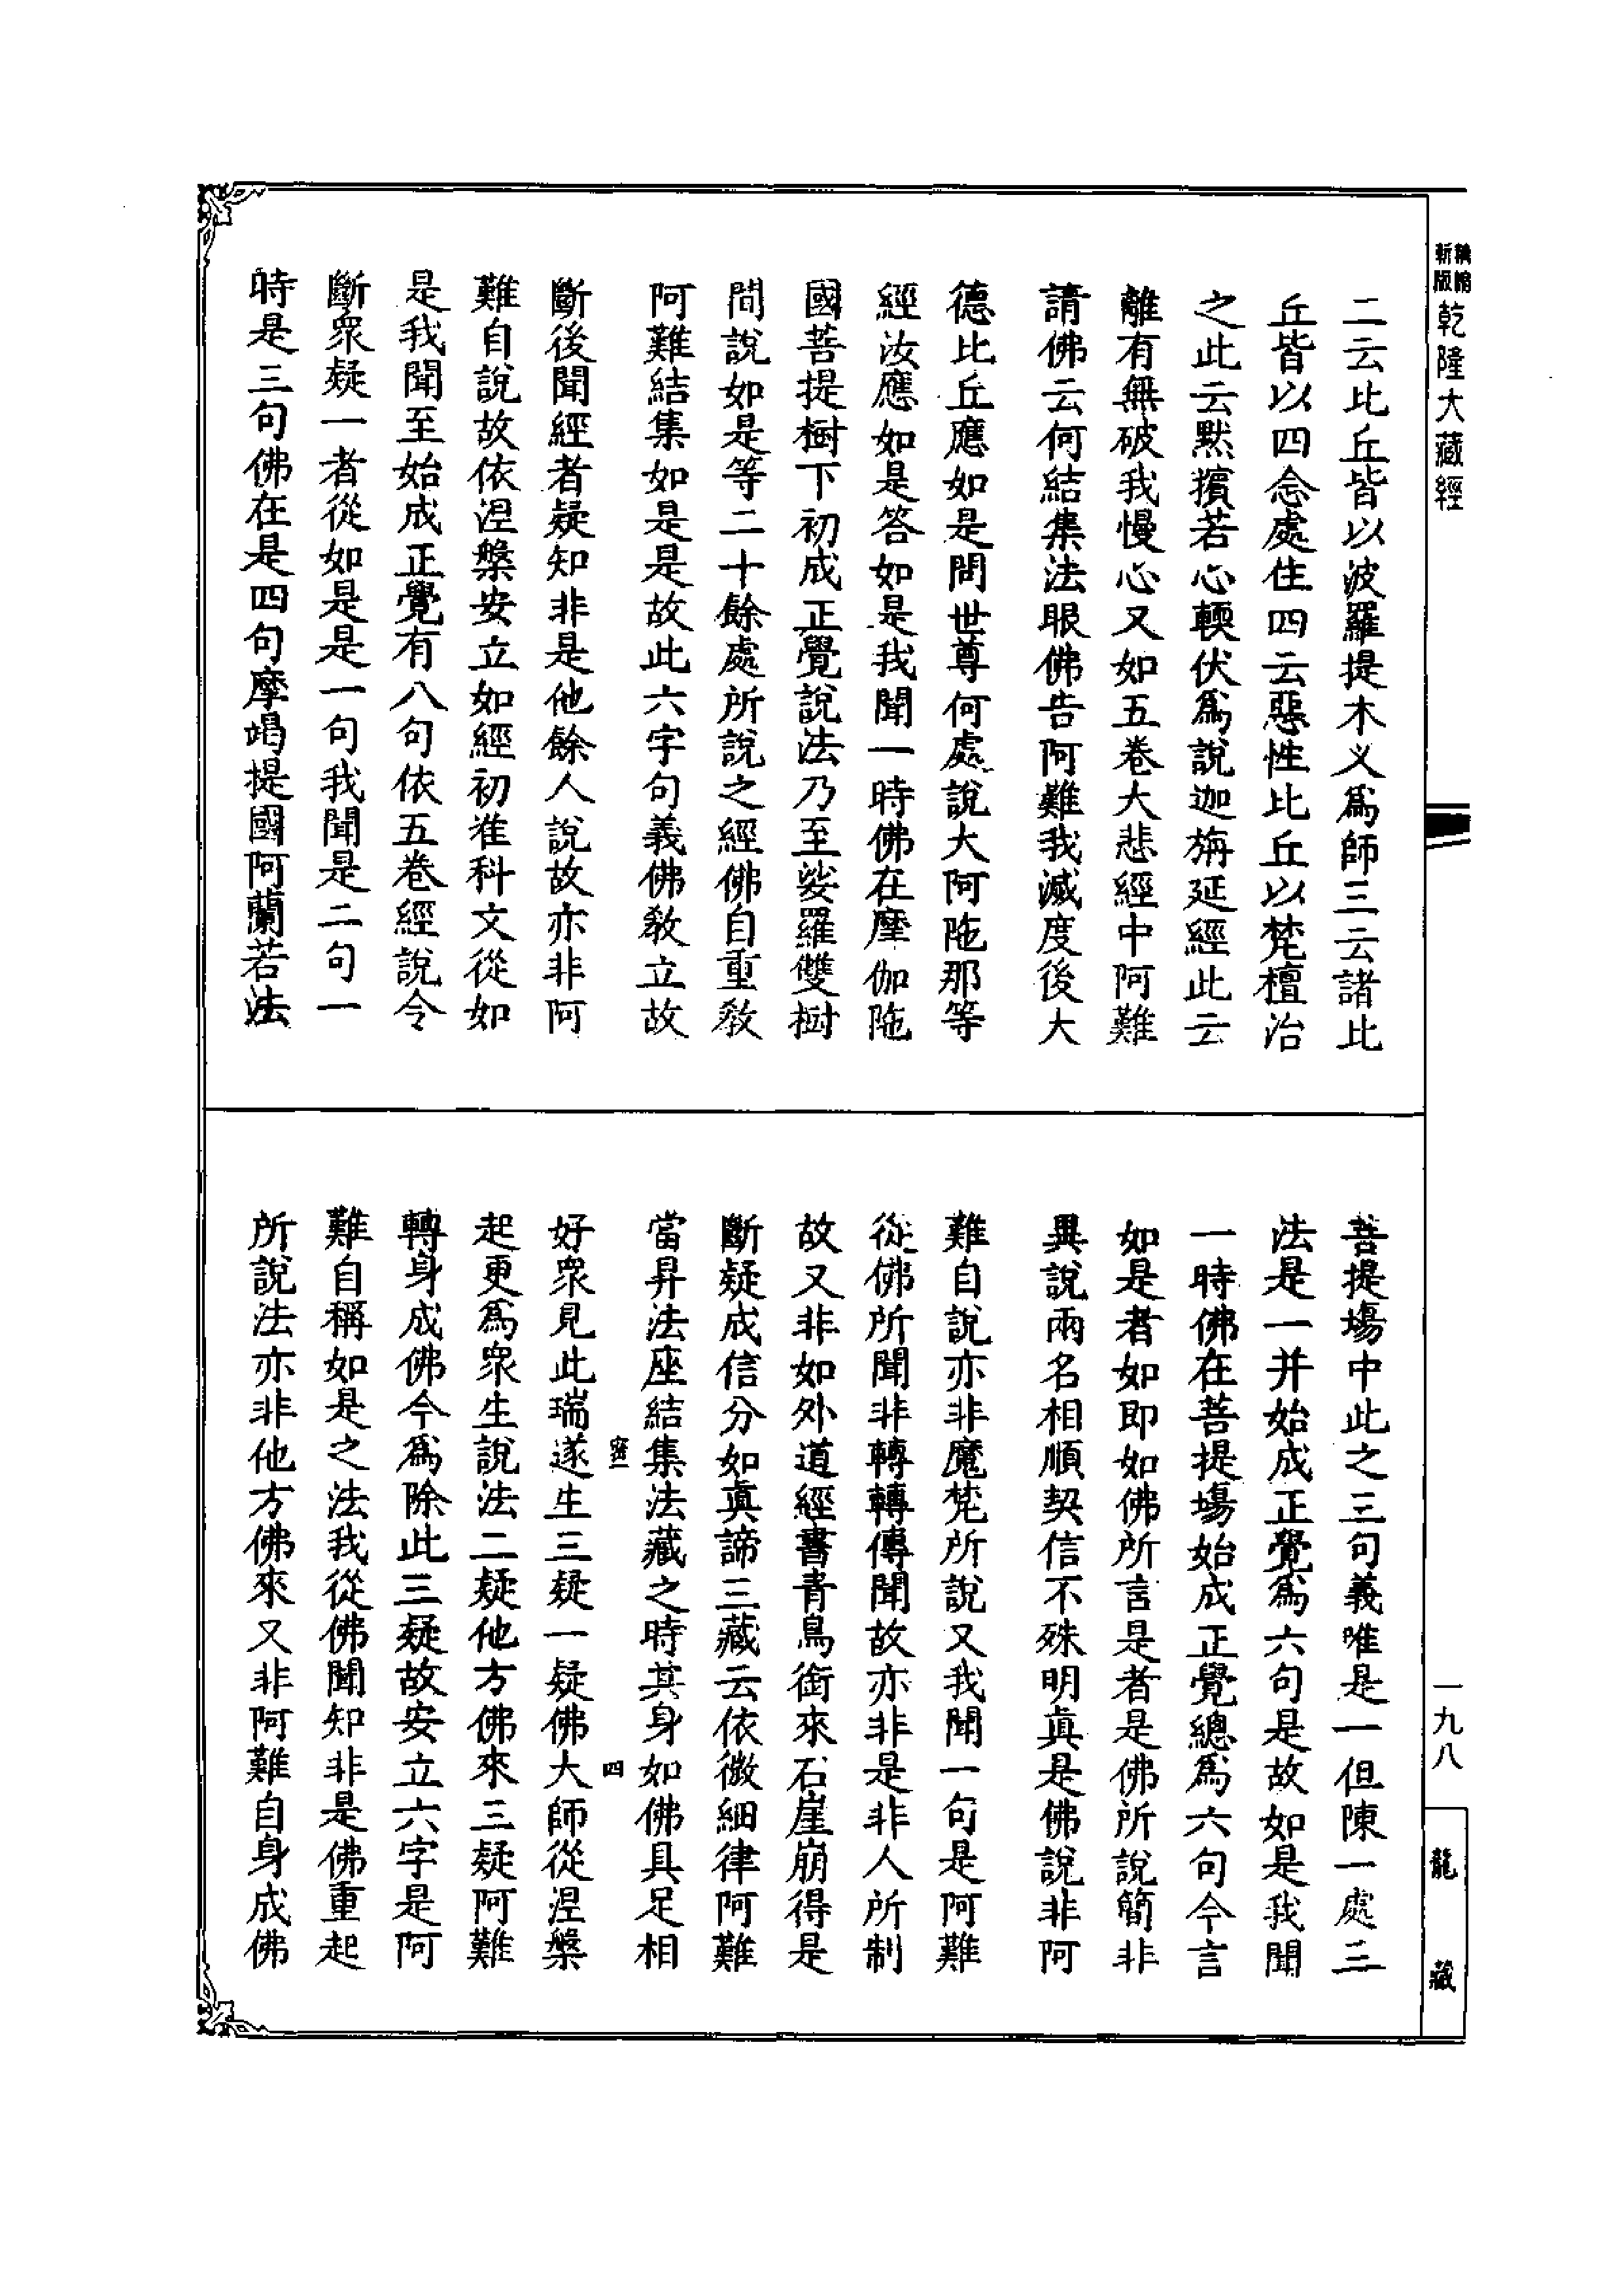 新版
精縮
乾隆大藏經
二云比丘皆以波羅提木义爲師三云諸比
丘皆以四念處住四云惡性比丘以梵檀治
之此云黙擯若心輭伏爲說迦旃延經此云
離有無破我慢心又如五卷大悲經中阿難
請佛云何結集法眼佛告阿難我滅度後大
德比丘應如是問世尊何處說大阿陁那等
經汝應如是答如是我聞一時佛在摩伽陁
國菩提樹下初成正覺說法乃至娑羅雙樹
間說如是等二十餘處所說之經佛自重敎
阿難結集如是是故此六字句義佛敎立故
斷後聞經者疑知非是他餘人說故亦非阿
難自說故依涅槃安立如經初准科文從如
是我聞至始成正覺有八句依五卷經說令
斷衆疑一者從如是是一句我聞是二句一
時是三句佛在是四句摩竭提國阿蘭若法
菩提塲中此之三句義唯是一但陳一處三
法是一并始成正覺爲六句是故如是我聞
一時佛在菩提塲始成正覺總爲六句今言
如是者如即如佛所言是者是佛所說簡非
異說兩名相順契信不殊明眞是佛說非阿
難自說亦非魔梵所說又我聞一句是阿難
從佛所聞非轉轉傳聞故亦非是非人所制
故又非如外道經書青鳥銜來石崖崩得是
斷疑成信分如眞諦三藏云依微細律阿難
當昇法座結集法藏之時其身如佛具足相
四
好衆見此瑞遂生三疑一疑佛大師從涅槃
起更爲衆生說法二疑他方佛來三疑阿難
轉身成佛今爲除此三疑故安立六字是阿
難自稱如是之法我從佛聞知非是佛重起
所說法亦非他方佛來又非阿難自身成佛
一九八
龍藏